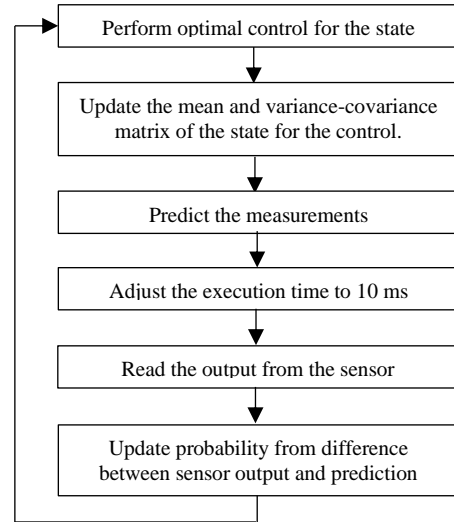 Perform optimal control for the state
Update the mean and variance-covariance
matrix of the state for the control.
Predict the measurements
Adjust the execution time to 10 ms
Read the output from the sensor
Update probability from difference
between sensor output and prediction